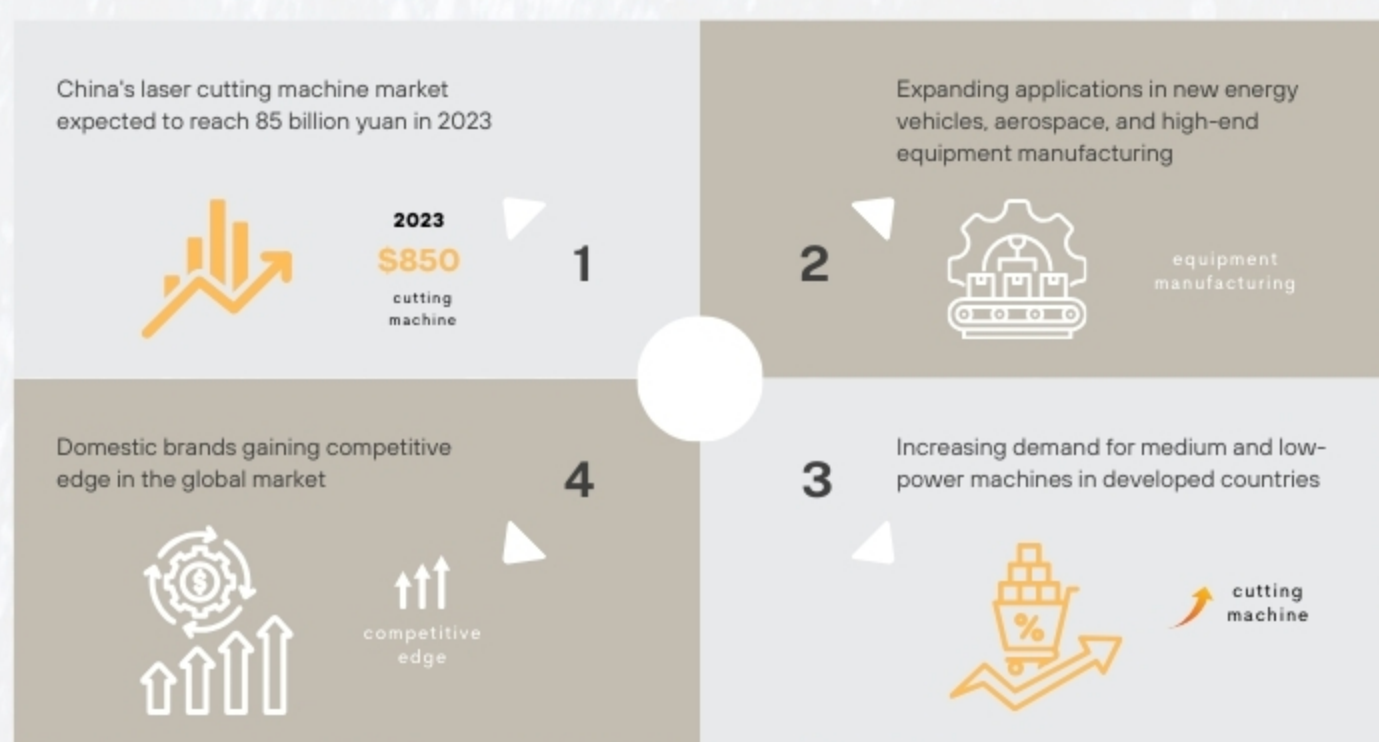 China's laser cutting machine market
expected to reach 85 billion yuan in 2023
2023
$850
cutting
machine
1
Expanding applications in new energy
vehicles, aerospace, and high-end
equipment manufacturing
2
equipment
manufacturing
Increasing demand for medium and low-
power machines in developed countries
3
%
cutting
machine
Domestic brands gaining competitive
edge in the global market
4
$
competitive
edge